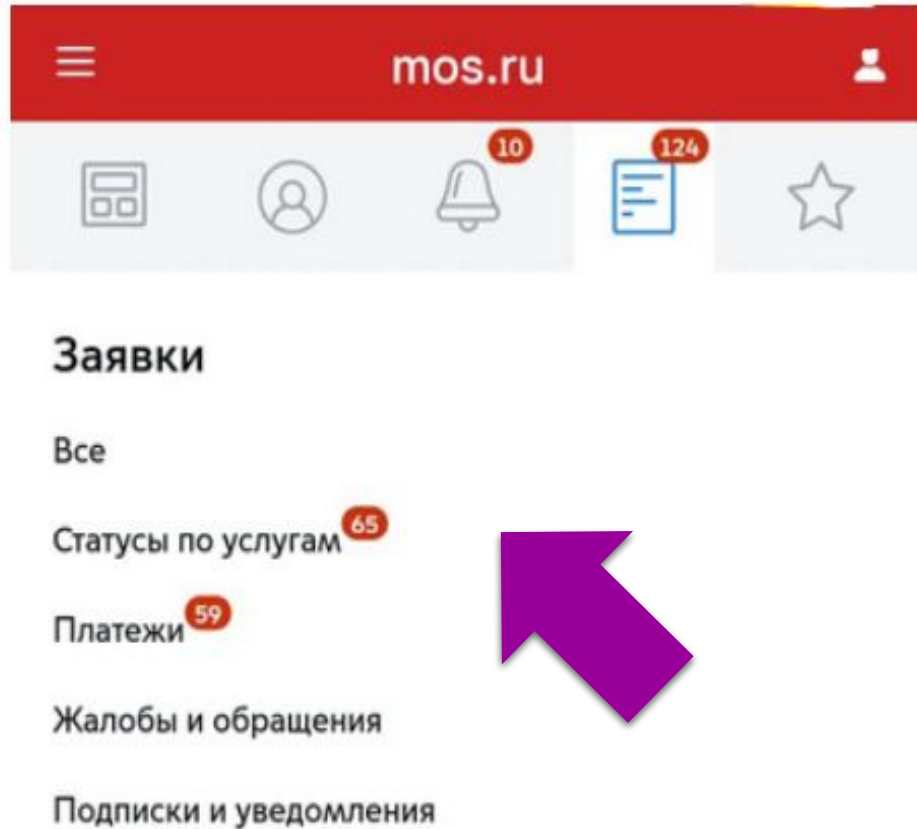 mos.ru
10
124
Заявки
Все
Статусы по услугам 65
Платежи 59
Жалобы и обращения
Подписки и уведомления